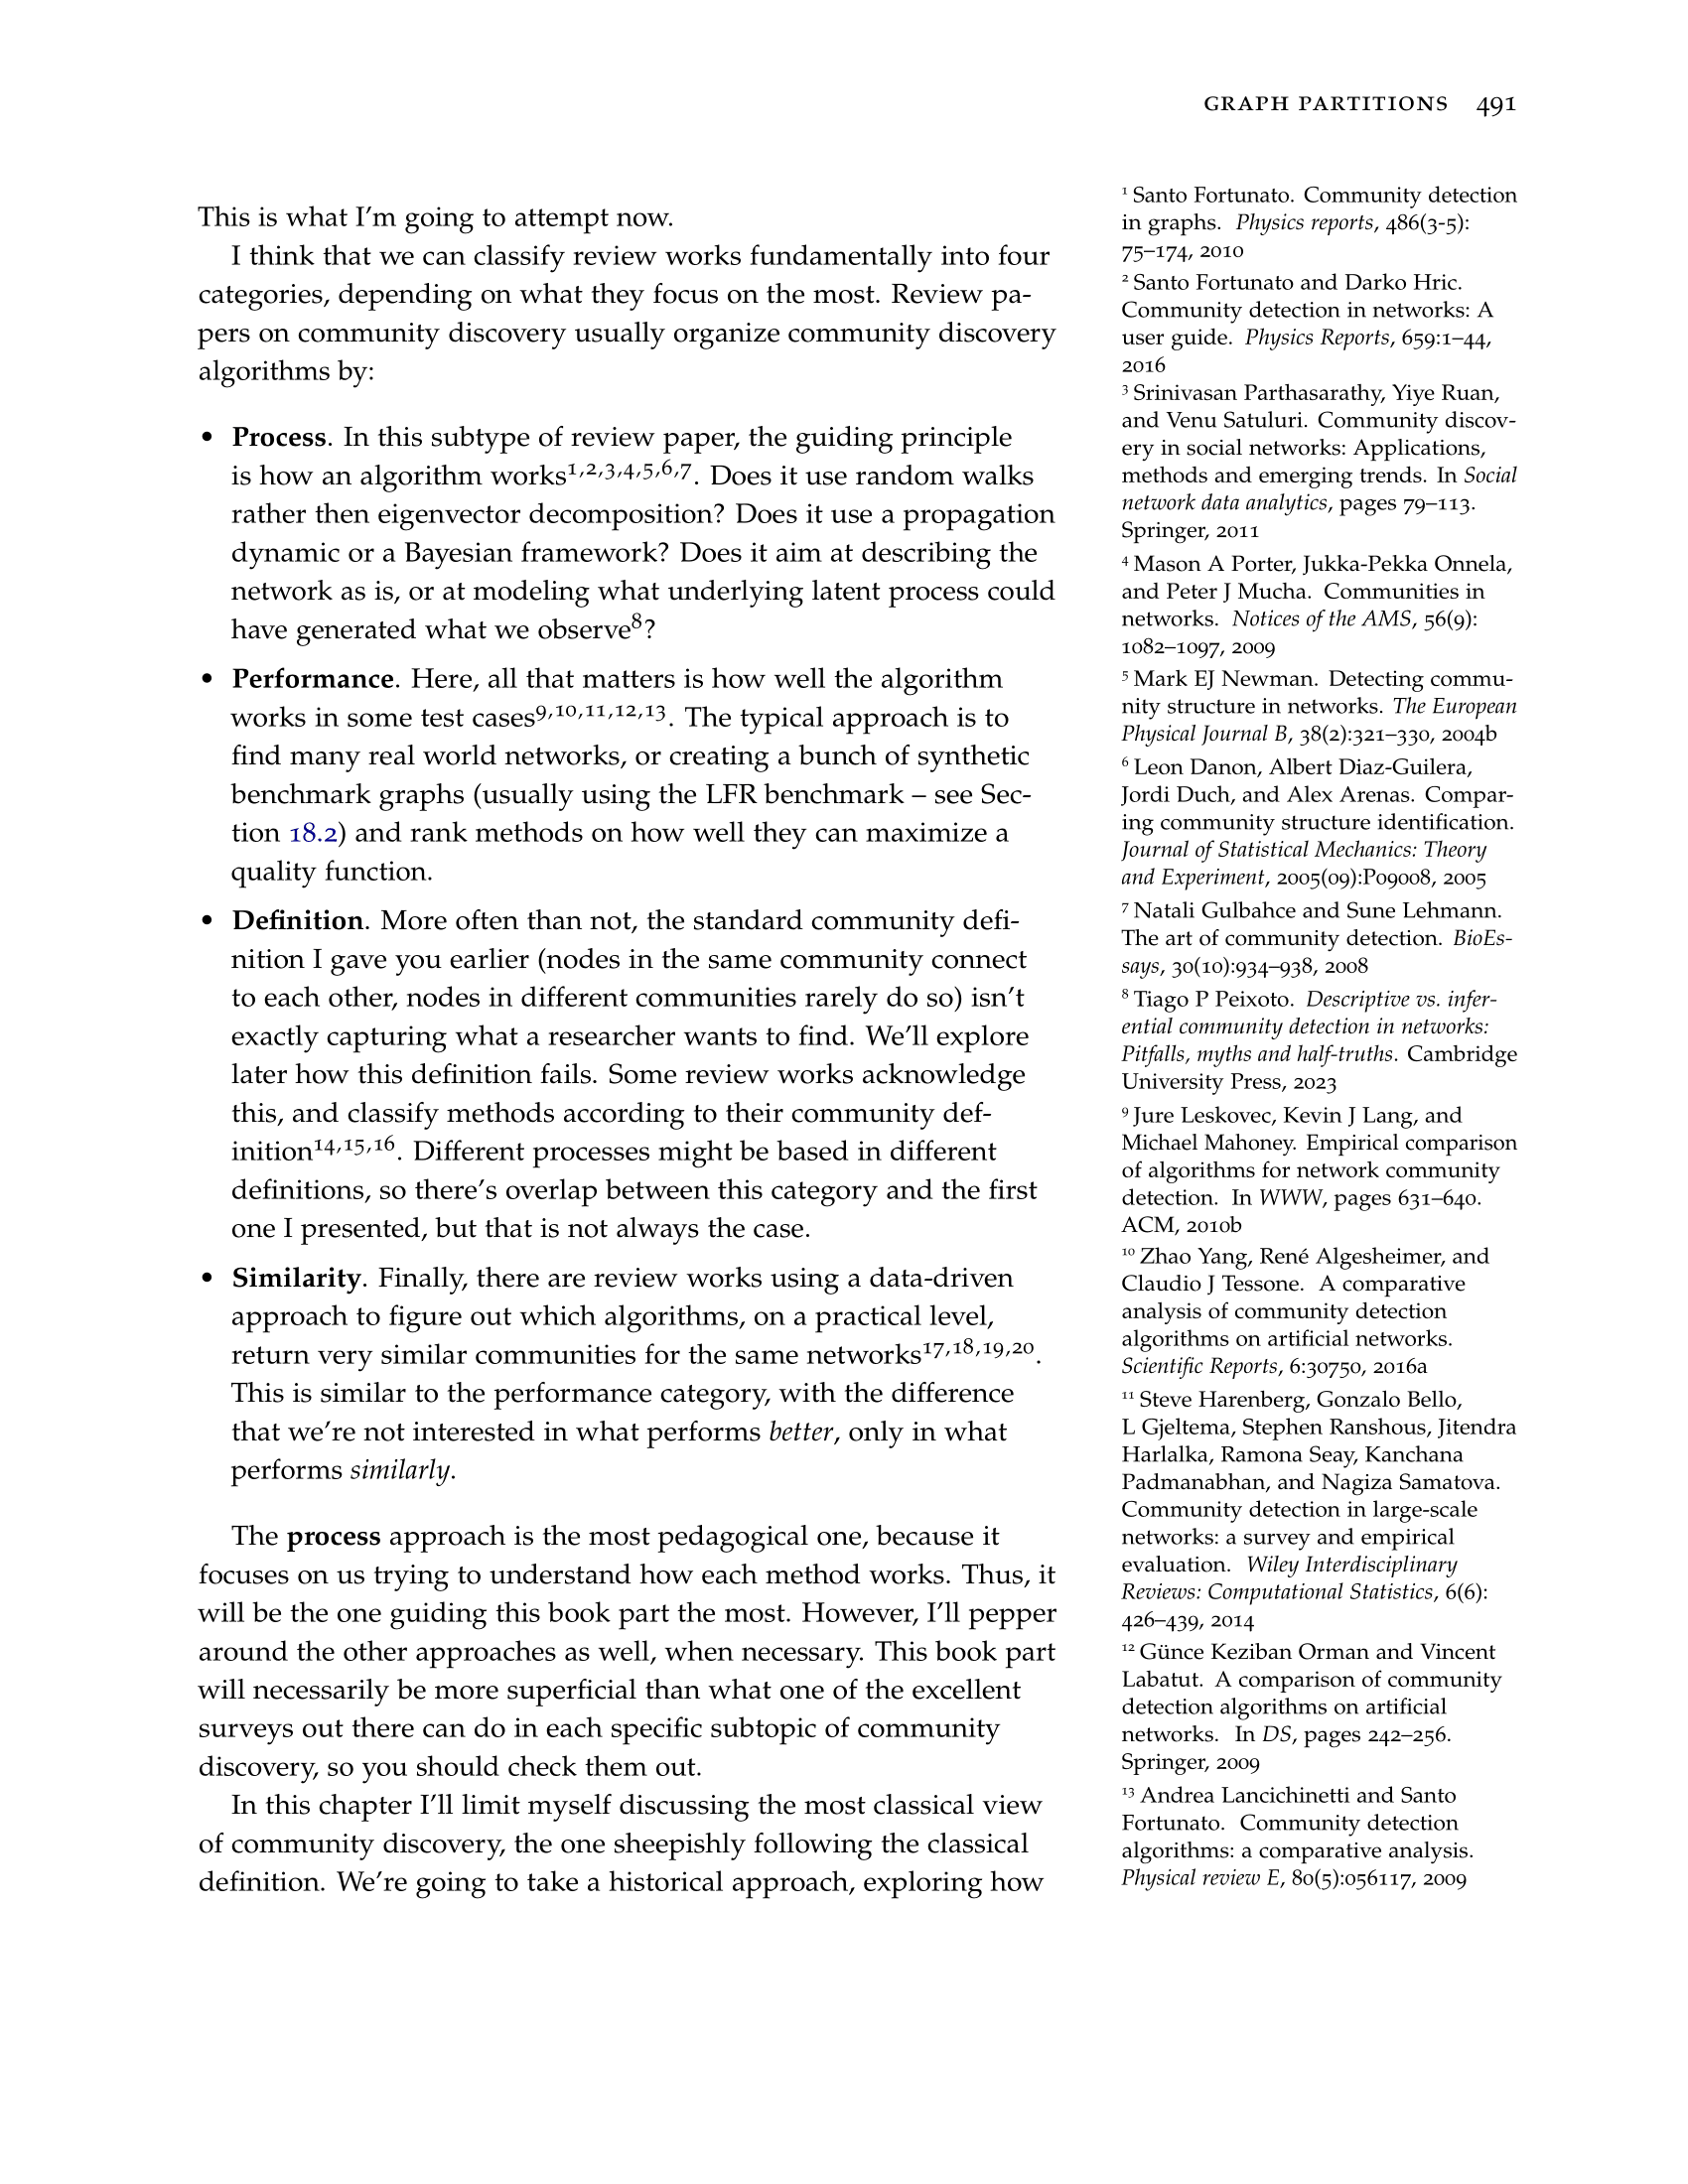 GRAPH PARTITIONS 491
This is what I'm going to attempt now.
I think that we can classify review works fundamentally into four
categories, depending on what they focus on the most. Review pa-
pers on community discovery usually organize community discovery
algorithms by:
• Process. In this subtype of review paper, the guiding principle
is how an algorithm works1,2,3,4,5,6,7. Does it use random walks
rather then eigenvector decomposition? Does it use a propagation
dynamic or a Bayesian framework? Does it aim at describing the
network as is, or at modeling what underlying latent process could
have generated what we observe8?
• Performance. Here, all that matters is how well the algorithm
works in some test cases9,10,11,12,13. The typical approach is to
find many real world networks, or creating a bunch of synthetic
benchmark graphs (usually using the LFR benchmark – see Sec-
tion 18.2) and rank methods on how well they can maximize a
quality function.
• Definition. More often than not, the standard community defi-
nition I gave you earlier (nodes in the same community connect
to each other, nodes in different communities rarely do so) isn't
exactly capturing what a researcher wants to find. We'll explore
later how this definition fails. Some review works acknowledge
this, and classify methods according to their community def-
inition14,15,16. Different processes might be based in different
definitions, so there's overlap between this category and the first
one I presented, but that is not always the case.
• Similarity. Finally, there are review works using a data-driven
approach to figure out which algorithms, on a practical level,
return very similar communities for the same networks17,18,19,20.
This is similar to the performance category, with the difference
that we're not interested in what performs better, only in what
performs similarly.
The process approach is the most pedagogical one, because it
focuses on us trying to understand how each method works. Thus, it
will be the one guiding this book part the most. However, I'll pepper
around the other approaches as well, when necessary. This book part
will necessarily be more superficial than what one of the excellent
surveys out there can do in each specific subtopic of community
discovery, so you should check them out.
In this chapter I'll limit myself discussing the most classical view
of community discovery, the one sheepishly following the classical
definition. We're going to take a historical approach, exploring how
1 Santo Fortunato. Community detection
in graphs. Physics reports, 486(3-5):
75–174, 2010
2 Santo Fortunato and Darko Hric.
Community detection in networks: A
user guide. Physics Reports, 659:1–44,
2016
3 Srinivasan Parthasarathy, Yiye Ruan,
and Venu Satuluri. Community discov-
ery in social networks: Applications,
methods and emerging trends. In Social
network data analytics, pages 79–113.
Springer, 2011
4 Mason A Porter, Jukka-Pekka Onnela,
and Peter J Mucha. Communities in
networks. Notices of the AMS, 56(9):
1082–1097, 2009
5 Mark EJ Newman. Detecting commu-
nity structure in networks. The European
Physical Journal B, 38(2):321–330, 2004b
6 Leon Danon, Albert Diaz-Guilera,
Jordi Duch, and Alex Arenas. Compar-
ing community structure identification.
Journal of Statistical Mechanics: Theory
and Experiment, 2005(09):P09008, 2005
7 Natali Gulbahce and Sune Lehmann.
The art of community detection. BioEs-
says, 30(10):934–938, 2008
8 Tiago P Peixoto. Descriptive vs. infer-
ential community detection in networks:
Pitfalls, myths and half-truths. Cambridge
University Press, 2023
9 Jure Leskovec, Kevin J Lang, and
Michael Mahoney. Empirical comparison
of algorithms for network community
detection. In WWW, pages 631–640.
ACM, 2010b
10 Zhao Yang, René Algesheimer, and
Claudio J Tessone. A comparative
analysis of community detection
algorithms on artificial networks.
Scientific Reports, 6:30750, 2016a
11 Steve Harenberg, Gonzalo Bello,
L Gjeltema, Stephen Ranshous, Jitendra
Harlalka, Ramona Seay, Kanchana
Padmanabhan, and Nagiza Samatova.
Community detection in large-scale
networks: a survey and empirical
evaluation. Wiley Interdisciplinary
Reviews: Computational Statistics, 6(6):
426–439, 2014
12 Günce Keziban Orman and Vincent
Labatut. A comparison of community
detection algorithms on artificial
networks. In DS, pages 242–256.
Springer, 2009
13 Andrea Lancichinetti and Santo
Fortunato. Community detection
algorithms: a comparative analysis.
Physical review E, 80(5):056117, 2009